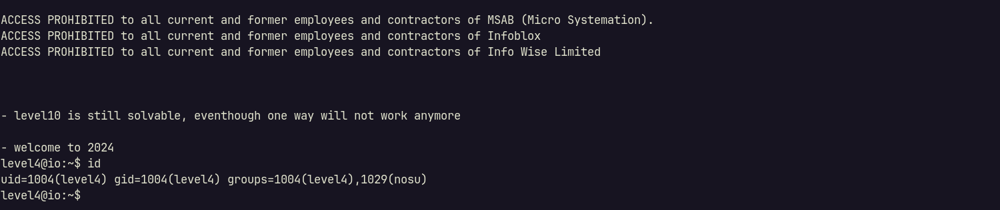 ACCESS PROHIBITED to all current and former employees and contractors of MSAB (Micro Systemation).
ACCESS PROHIBITED to all current and former employees and contractors of Infoblox
ACCESS PROHIBITED to all current and former employees and contractors of Info Wise Limited
- level10 is still solvable, eventhough one way will not work anymore
- welcome to 2024
level4@io:~$ id
uid=1004(level4) gid=1004(level4) groups=1004(level4),1029(nosu)
level4@io:~$